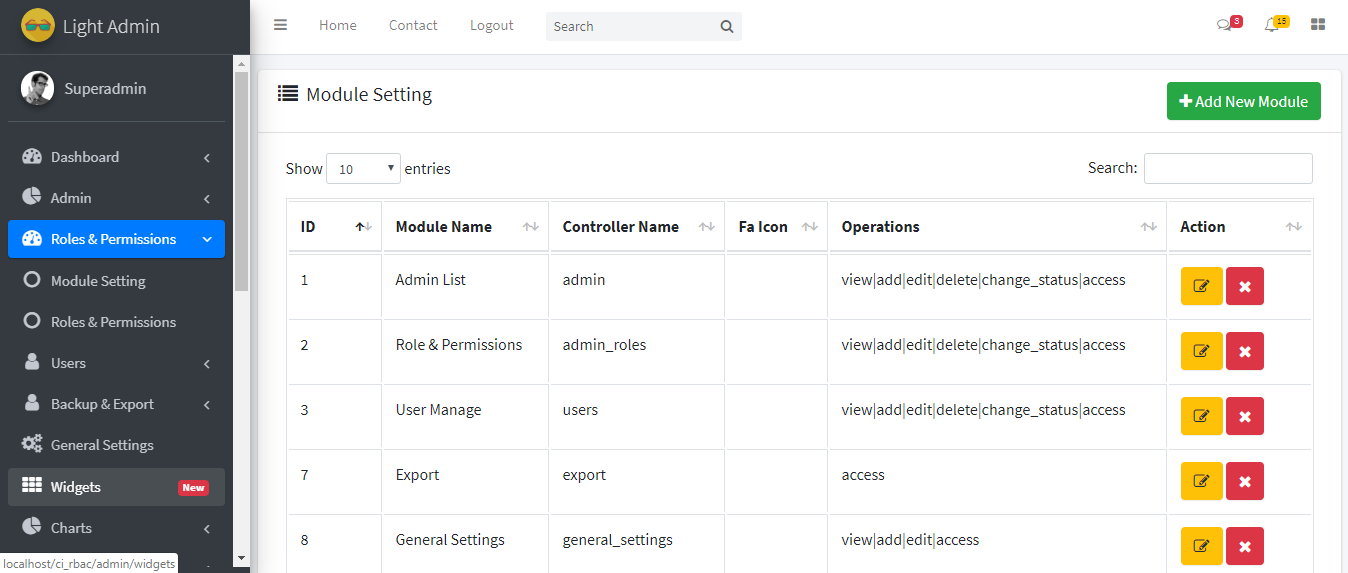 Light Admin
Home Contact Logout Search 3 15
Superadmin
Dashboard
Admin
Roles & Permissions
Module Setting
Roles & Permissions
Users
Backup & Export
General Settings
Widgets New
Charts
localhost/ci_rbac/admin/widgets
Module Setting Add New Module
Show 10 entries Search:
ID Module Name Controller Name Fa Icon Operations Action
1 Admin List admin view|add|edit|delete|change_status|access
2 Role & Permissions admin_roles view|add|edit|delete|change_status|access
3 User Manage users view|add|edit|delete|change_status|access
7 Export export access
8 General Settings general_settings view|add|edit|access